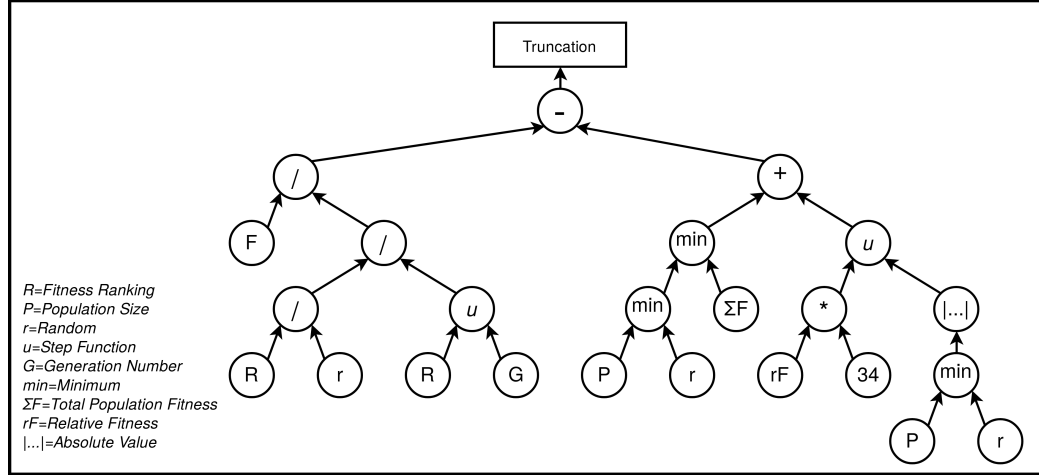 Truncation
-
/
+
F
/
min
u
/
u
min
ΣF
*
|...|
R
r
R
G
P
r
rF
34
min
P
r
R=Fitness Ranking
P=Population Size
r=Random
u=Step Function
G=Generation Number
min=Minimum
ΣF=Total Population Fitness
rF=Relative Fitness
|...|=Absolute Value